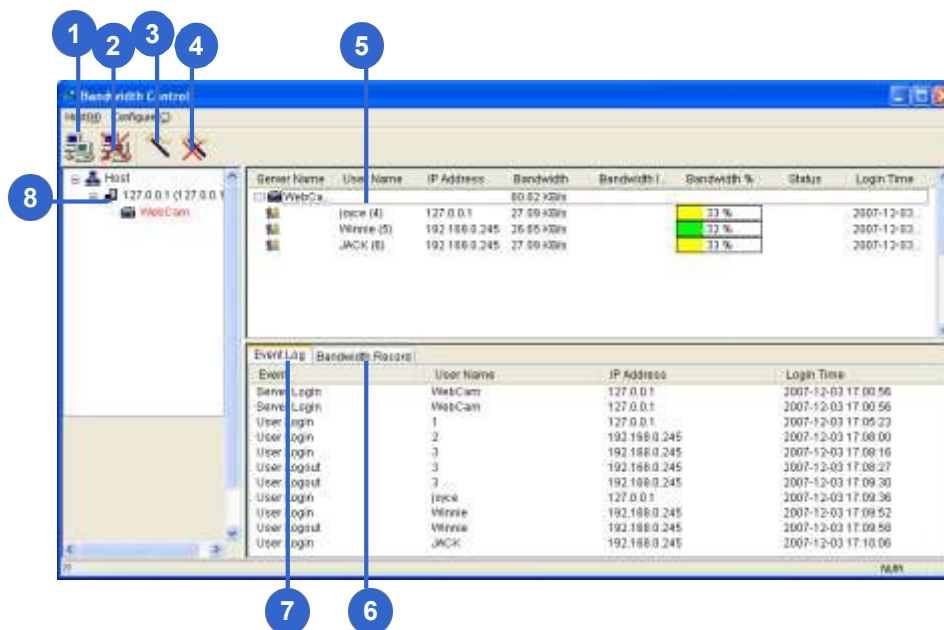 1
2
3
4
5
Bandwidth Control
Host(H) Configure
8
Host
127.0.0.1 (127.0.0.1
WebCam
Server Name User Name IP Address Bandwidth Bandwidth l... Bandwidth % Status Login Time
WebCa... 80.82 KB/s
joyce (4) 127.0.0.1 27.09 KB/s 33 % 2007-12-03...
Winnie (5) 192.168.0.245 26.65 KB/s 32 % 2007-12-03...
JACK (6) 192.168.0.245 27.09 KB/s 33 % 2007-12-03...
Event Log Bandwidth Record
Event User Name IP Address Login Time
Server Login WebCam 127.0.0.1 2007-12-03 17:00:56
Server Login WebCam 127.0.0.1 2007-12-03 17:00:56
User Login 1 127.0.0.1 2007-12-03 17:05:23
User Login 2 192.168.0.245 2007-12-03 17:08:00
User Login 3 192.168.0.245 2007-12-03 17:08:16
User Logout 3 192.168.0.245 2007-12-03 17:08:27
User Logout 3 192.168.0.245 2007-12-03 17:09:30
User Login joyce 127.0.0.1 2007-12-03 17:09:36
User Login Winnie 192.168.0.245 2007-12-03 17:09:52
User Logout Winnie 192.168.0.245 2007-12-03 17:09:58
User Login JACK 192.168.0.245 2007-12-03 17:10:06
NUM
7
6